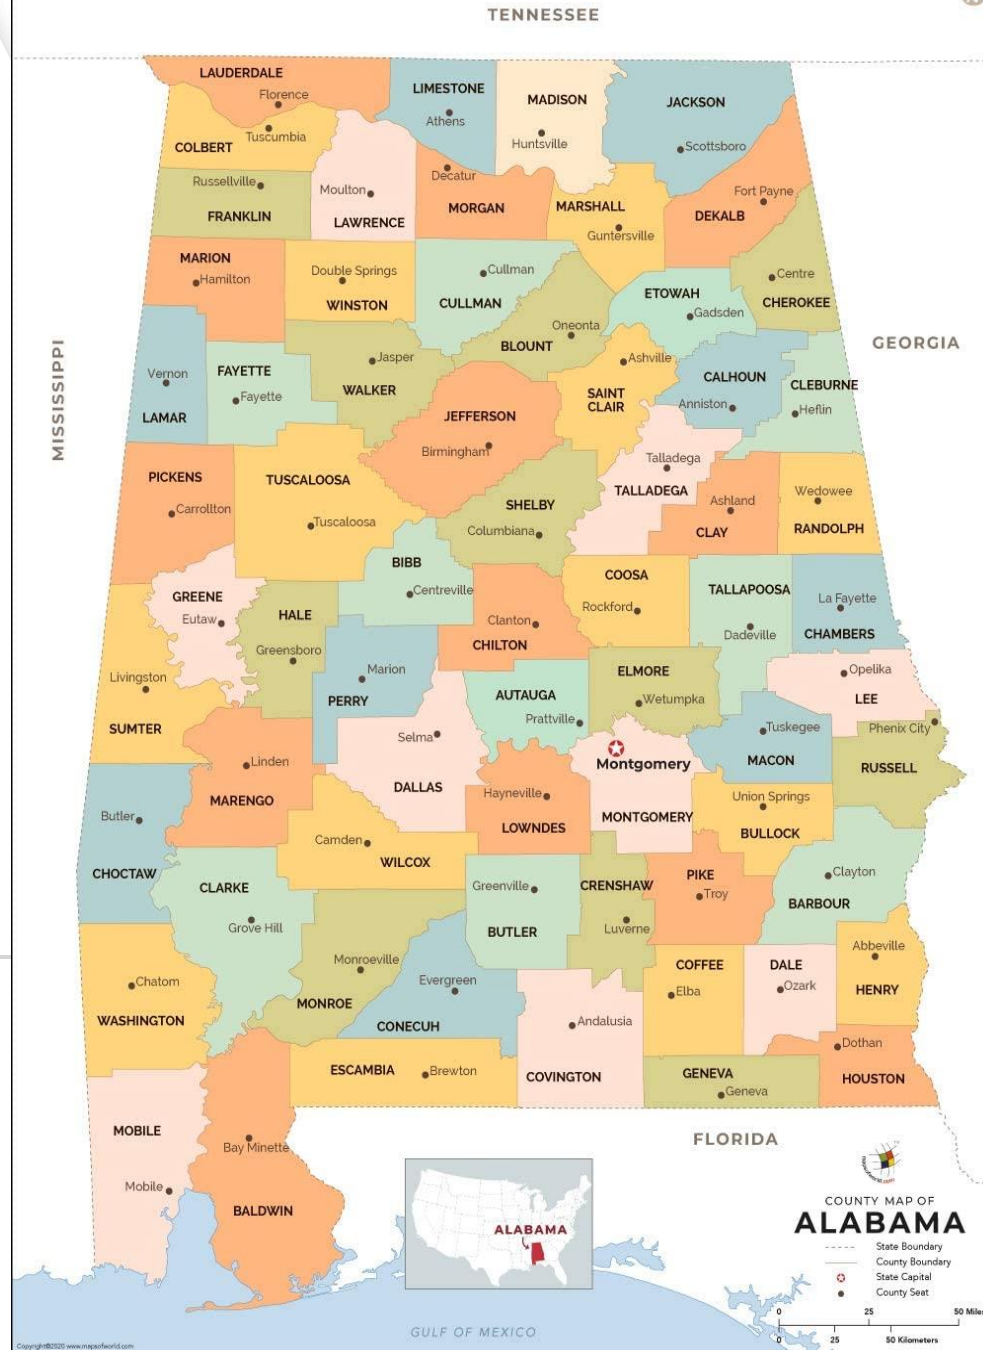 TENNESSEE
LAUDERDALE
Florence
LIMESTONE
Athens
MADISON
Huntsville
JACKSON
Scottsboro
Tuscumbia
COLBERT
Russellville
FRANKLIN
Moulton
LAWRENCE
Decatur
MORGAN
MARSHALL
Guntersville
Fort Payne
DEKALB
MARION
Hamilton
Double Springs
WINSTON
Cullman
CULLMAN
ETOWAH
Gadsden
Centre
CHEROKEE
MISSISSIPPI
GEORGIA
Vernon
LAMAR
FAYETTE
Fayette
Jasper
WALKER
Oneonta
BLOUNT
Ashville
SAINT
CLAIR
CALHOUN
Anniston
CLEBURNE
Heflin
JEFFERSON
Birmingham
PICKENS
Carrollton
TUSCALOOSA
Tuscaloosa
SHELBY
Columbiana
Talladega
TALLADEGA
Ashland
CLAY
Wedowee
RANDOLPH
BIBB
Centreville
GREENE
Eutaw
HALE
Greensboro
Clanton
CHILTON
COOSA
Rockford
TALLAPOOSA
Dadeville
La Fayette
CHAMBERS
Livingston
SUMTER
Marion
PERRY
AUTAUGA
Prattville
ELMORE
Wetumpka
Opelika
LEE
Phenix City
Selma
DALLAS
Montgomery
MONTGOMERY
Tuskegee
MACON
RUSSELL
Linden
MARENGO
Hayneville
LOWNDES
Union Springs
BULLOCK
Butler
CHOCTAW
Camden
WILCOX
CLARKE
Grove Hill
Greenville
BUTLER
CRENSHAW
Luverne
PIKE
Troy
Clayton
BARBOUR
Chatom
WASHINGTON
Monroeville
MONROE
Evergreen
CONECUH
Andalusia
COVINGTON
COFFEE
Elba
DALE
Ozark
Abbeville
HENRY
ESCAMBIA
Brewton
GENEVA
Geneva
Dothan
HOUSTON
MOBILE
Mobile
Bay Minette
BALDWIN
FLORIDA
ALABAMA
GULF OF MEXICO
mapsofworld.com
COUNTY MAP OF
ALABAMA
State Boundary
County Boundary
State Capital
County Seat
0 25 50 Miles
0 25 50 Kilometers
Copyright©2020 www.mapsofworld.com